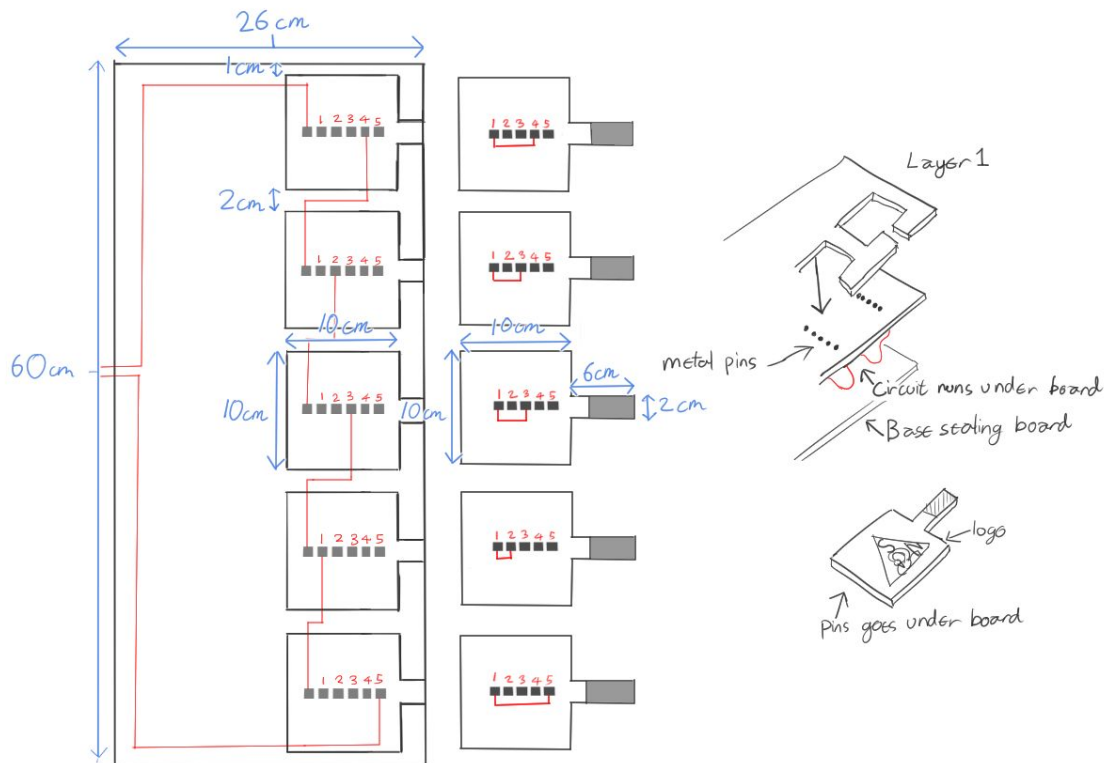 26cm
1cm
1 2 3 4 5
1 2 3 4 5
2cm
1 2 3 4 5
1 2 3 4 5
10cm
10cm
60cm
10cm
1 2 3 4 5
10cm
1 2 3 4 5
6cm
2cm
1 2 3 4 5
1 2 3 4 5
1 2 3 4 5
1 2 3 4 5
Layer 1
metal pins
Circuit runs under board
Base sealing board
logo
Pins goes under board